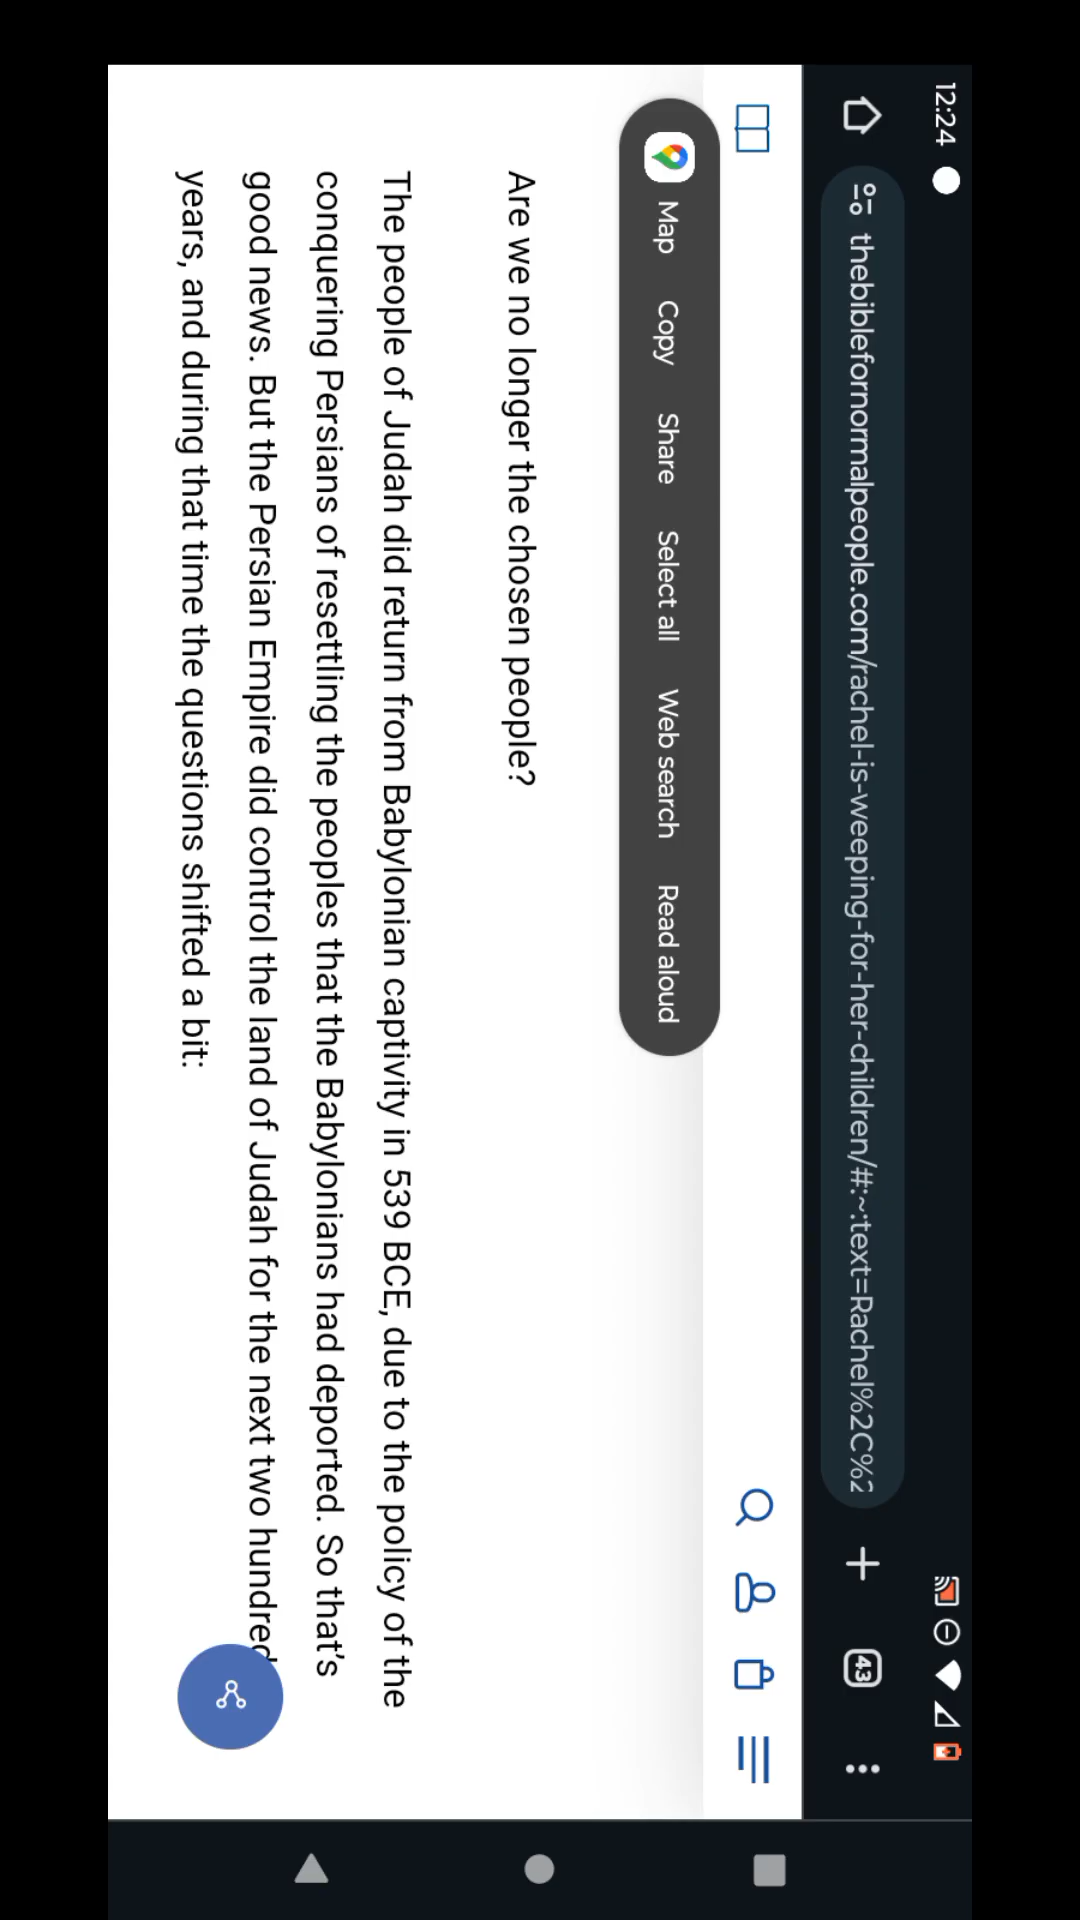 12:24
thebiblefornormalpeople.com/rachel-is-weeping-for-her-children/#:~:text=Rachel%2C%2
43
Map Copy Share Select all Web search Read aloud
Are we no longer the chosen people?
The people of Judah did return from Babylonian captivity in 539 BCE, due to the policy of the
conquering Persians of resettling the peoples that the Babylonians had deported. So that's
good news. But the Persian Empire did control the land of Judah for the next two hundred
years, and during that time the questions shifted a bit: